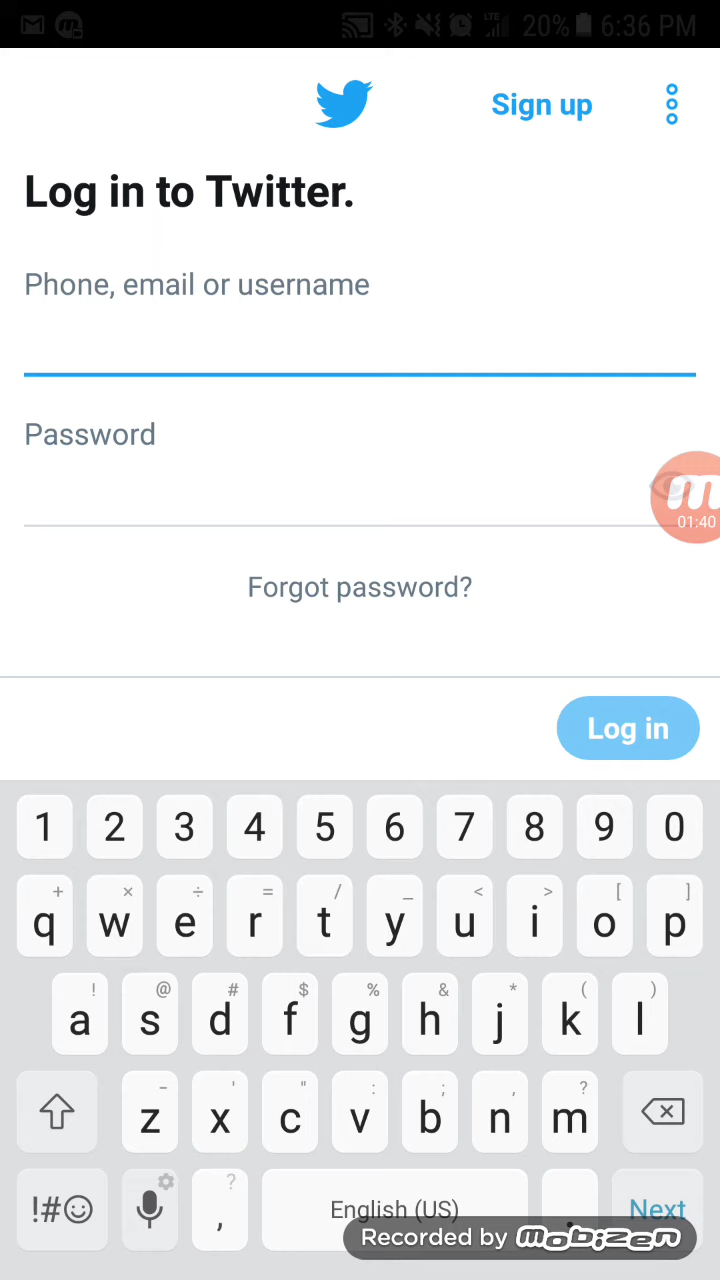 LTE 20% 6:36 PM
Sign up
Log in to Twitter.
Phone, email or username
Password
m
01:40
Forgot password?
Log in
1 2 3 4 5 6 7 8 9 0
+ × ÷ = / _ < > [ ]
q w e r t y u i o p
! @ # $ % & * ( )
a s d f g h j k l
- ' " : ; , ?
z x c v b n m
!#☺ , ? English (US) . Next
Recorded by mobizen